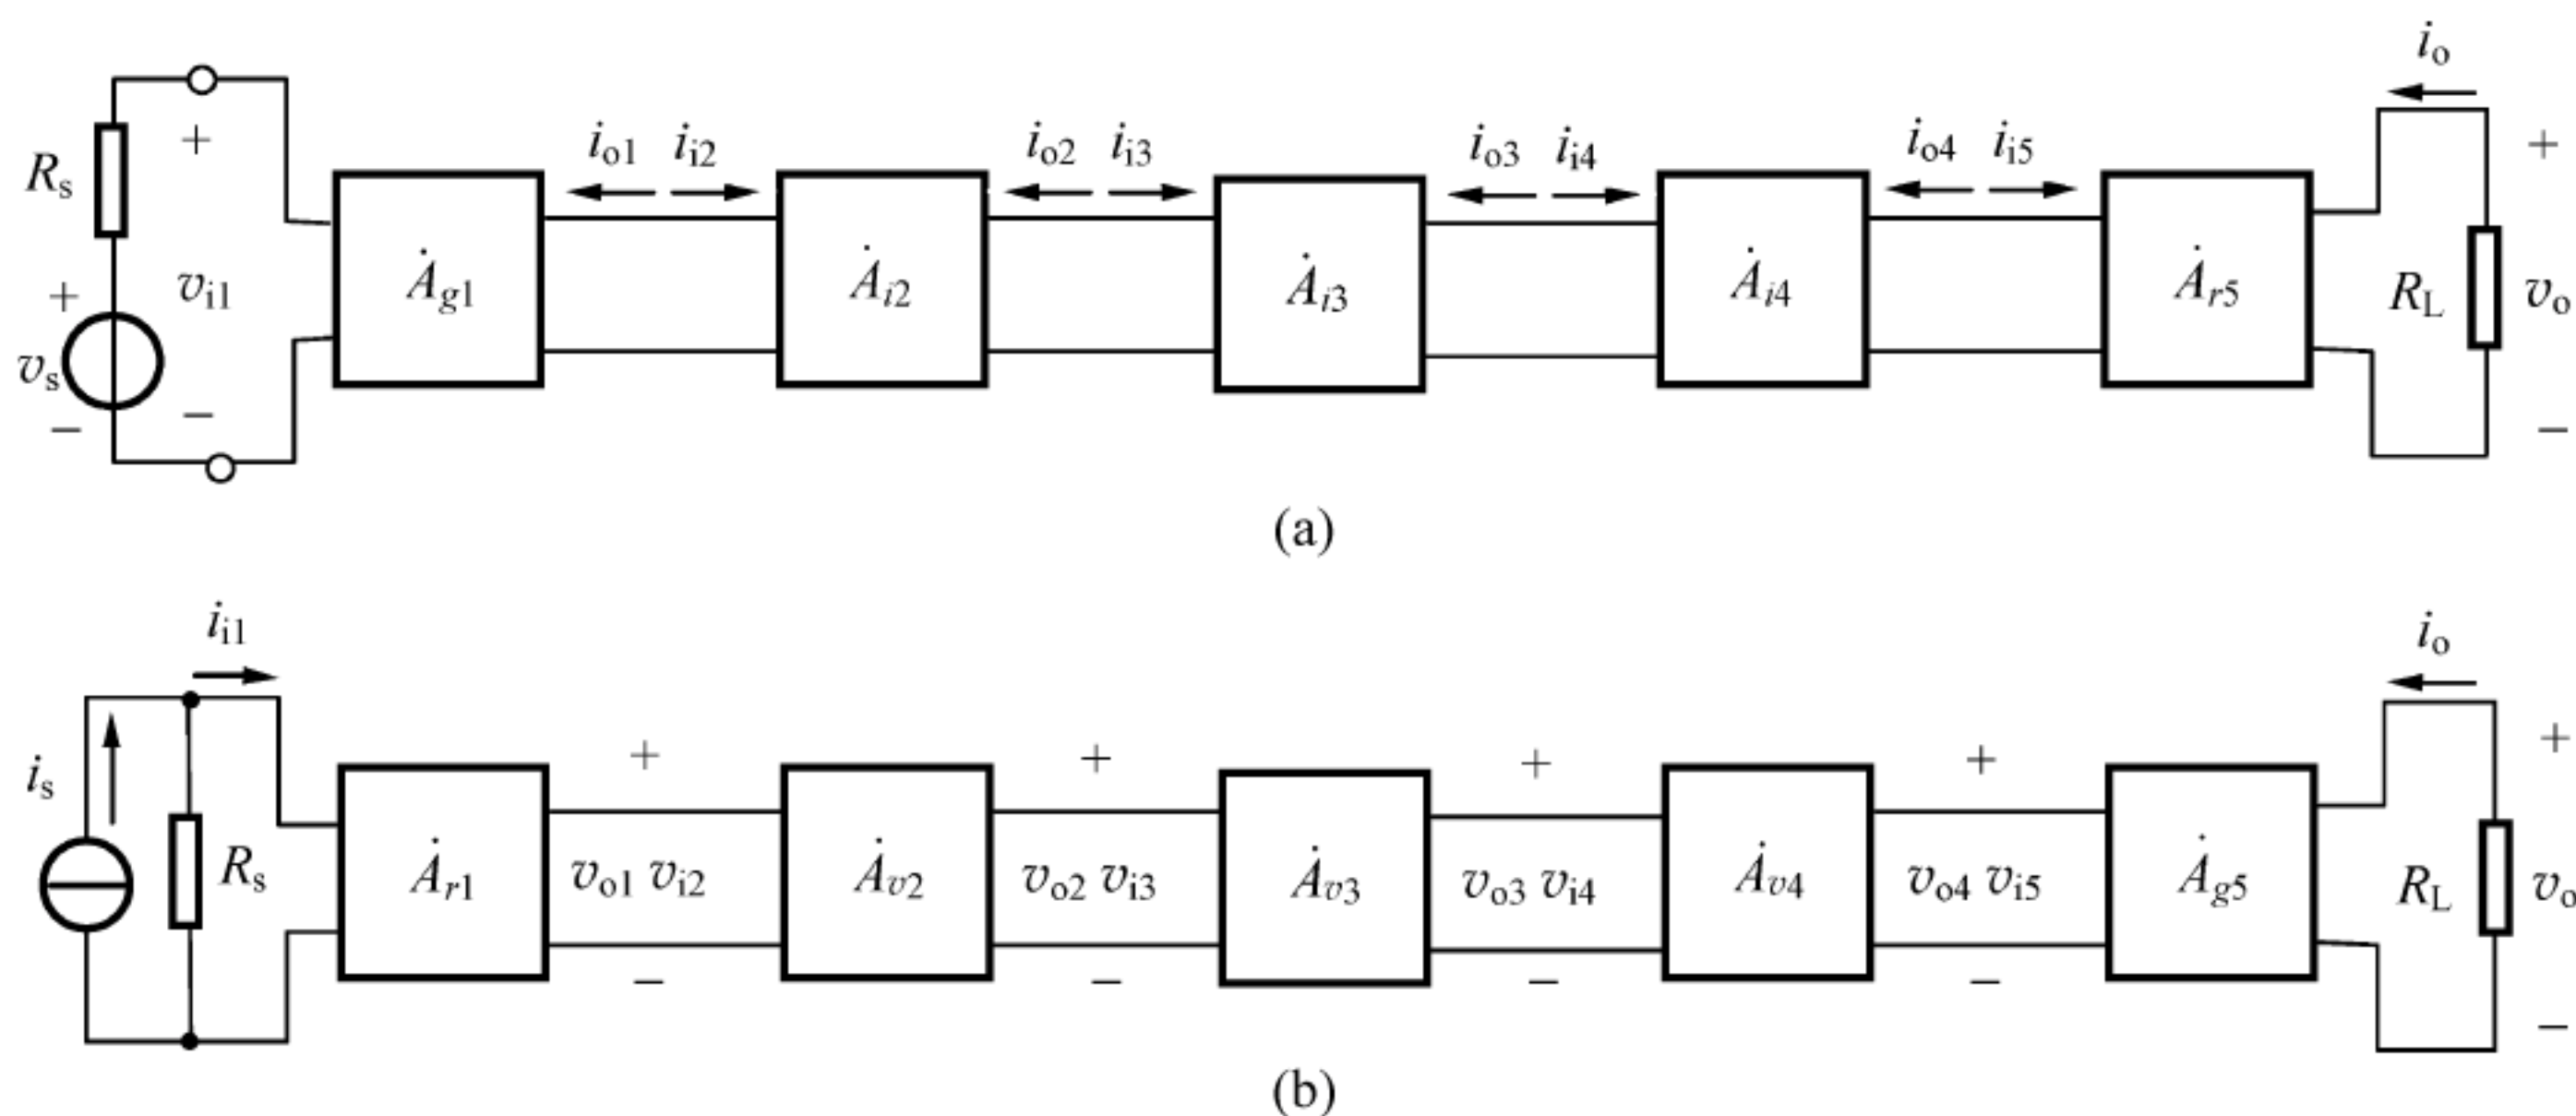 i_o
i_o1 i_i2 i_o2 i_i3 i_o3 i_i4 i_o4 i_i5
+ +
R_s
+ v_i1 Ȧ_g1 Ȧ_i2 Ȧ_i3 Ȧ_i4 Ȧ_r5 R_L v_o
v_s
− − −
(a)
i_i1 i_o
+ + + + +
i_s
R_s Ȧ_r1 v_o1 v_i2 Ȧ_v2 v_o2 v_i3 Ȧ_v3 v_o3 v_i4 Ȧ_v4 v_o4 v_i5 Ȧ_g5 R_L v_o
− − − − −
(b)